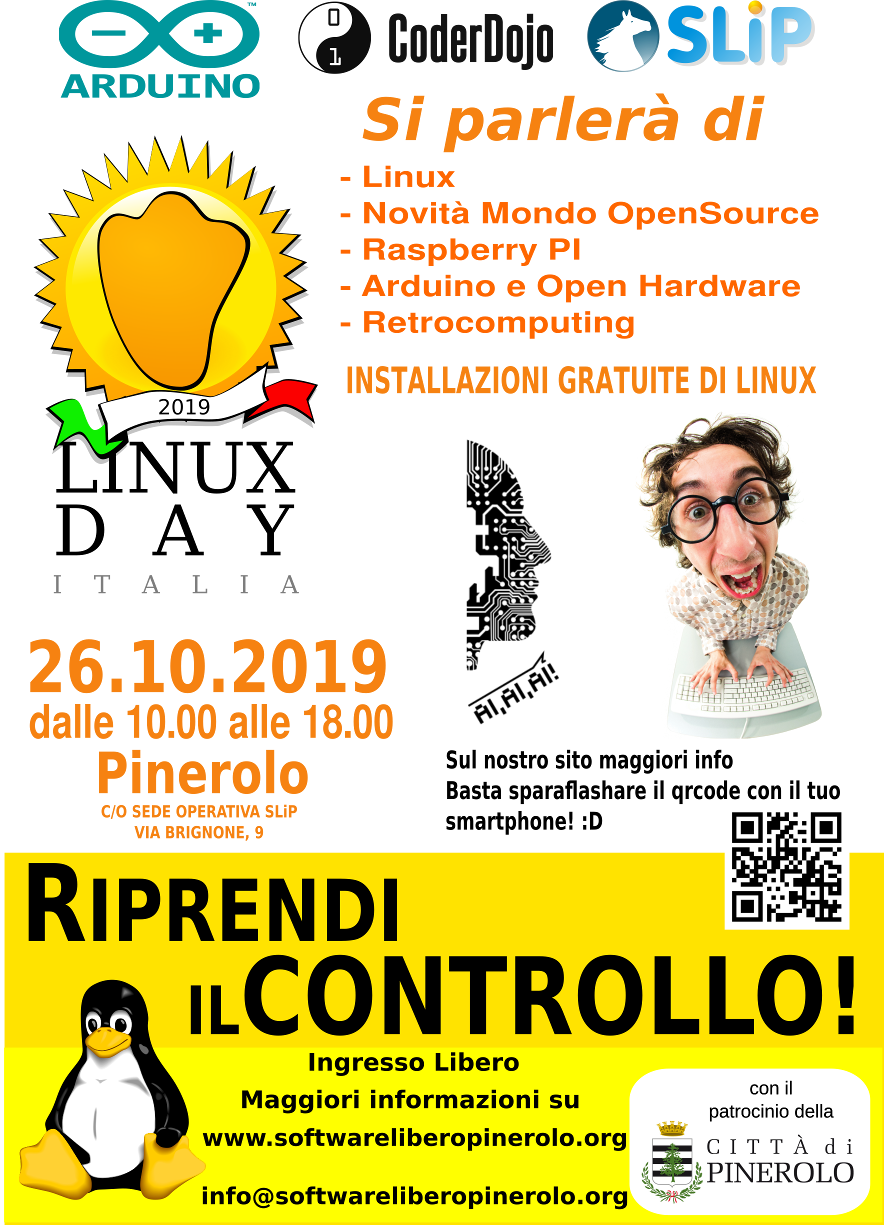 ARDUINO
™
0
1
CoderDojo
SLiP
Si parlerà di
- Linux
- Novità Mondo OpenSource
- Raspberry PI
- Arduino e Open Hardware
- Retrocomputing
INSTALLAZIONI GRATUITE DI LINUX
2019
LINUX
DAY
ITALIA
AI, AI, AI!
26.10.2019
dalle 10.00 alle 18.00
Pinerolo
C/O SEDE OPERATIVA SLiP
VIA BRIGNONE, 9
Sul nostro sito maggiori info
Basta sparaflashare il qrcode con il tuo
smartphone! :D
RIPRENDI
IL CONTROLLO!
Ingresso Libero
Maggiori informazioni su
www.softwareliberopinerolo.org
info@softwareliberopinerolo.org
con il
patrocinio della
CITTÀ di
PINEROLO